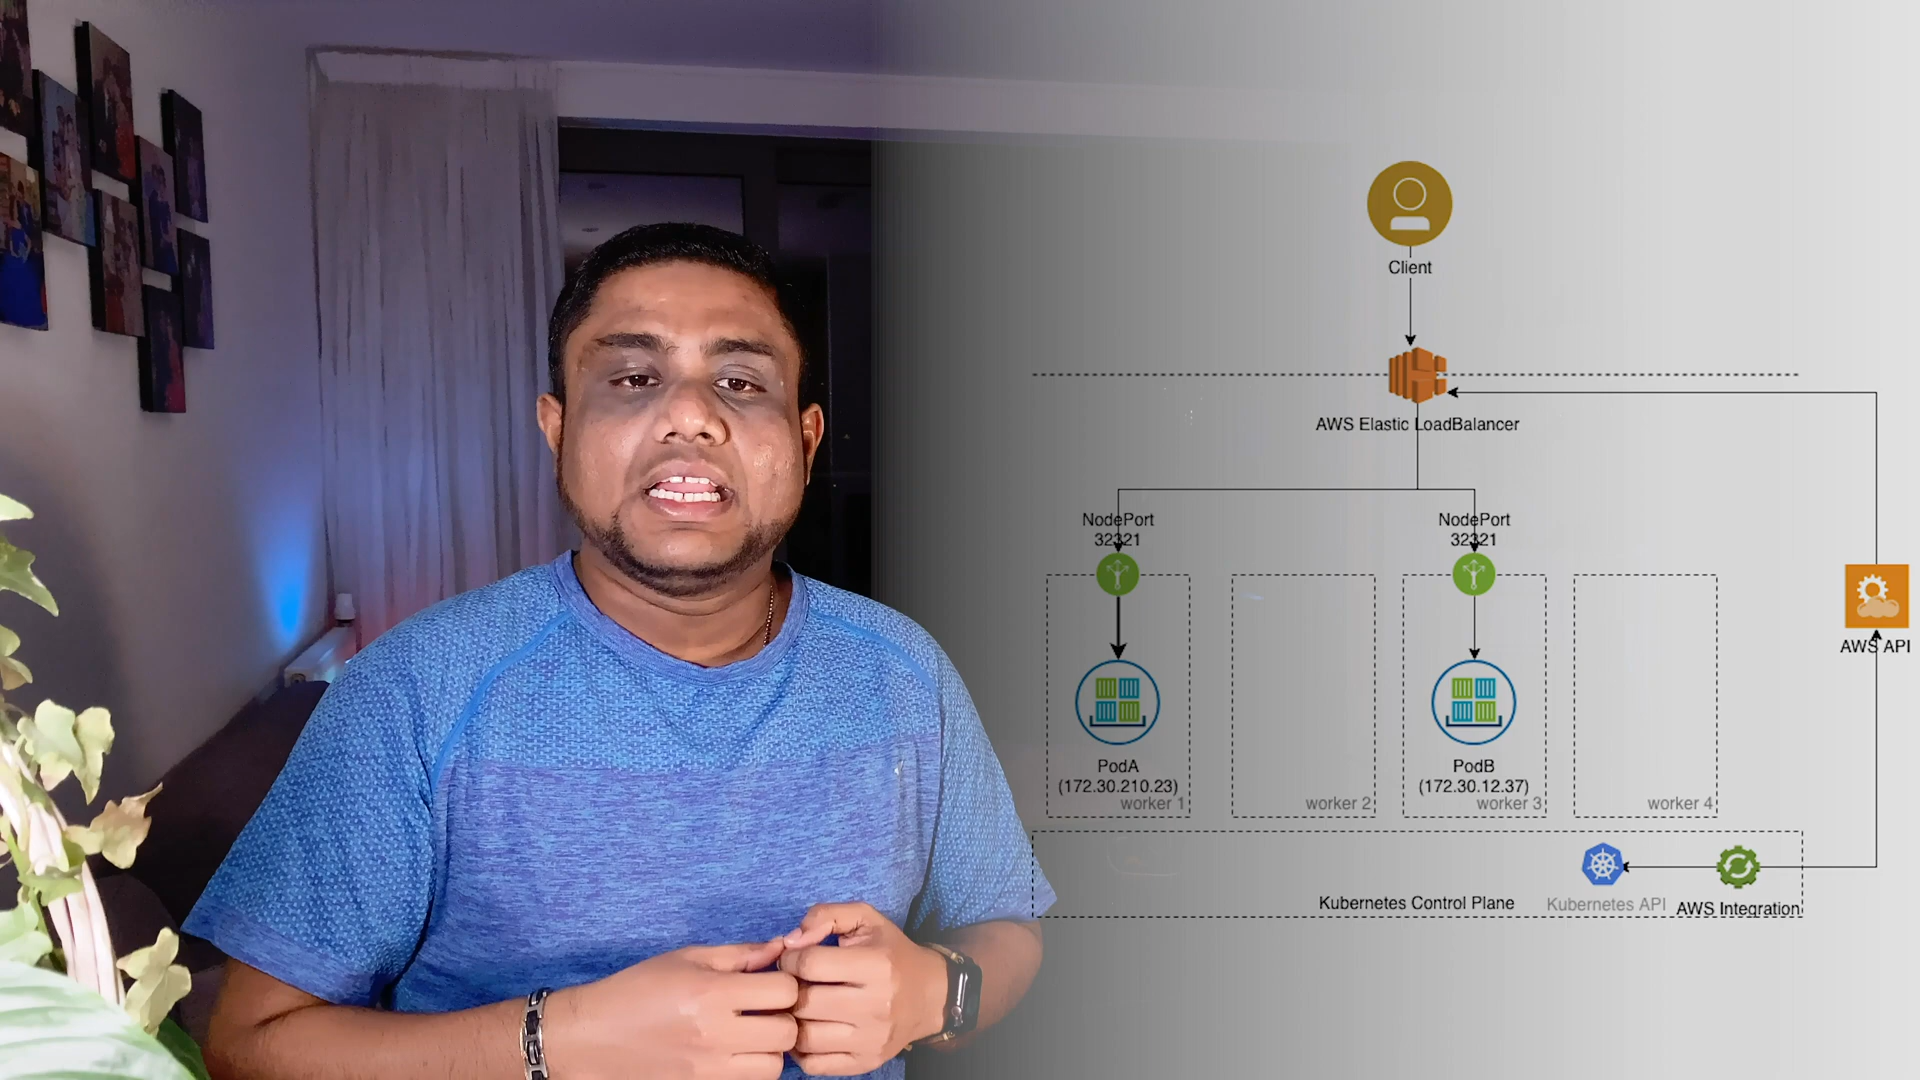 Client
AWS Elastic LoadBalancer
NodePort
32321
NodePort
32321
AWS API
PodA
(172.30.210.23)
worker 1
worker 2
PodB
(172.30.12.37)
worker 3
worker 4
Kubernetes Control Plane
Kubernetes API
AWS Integration